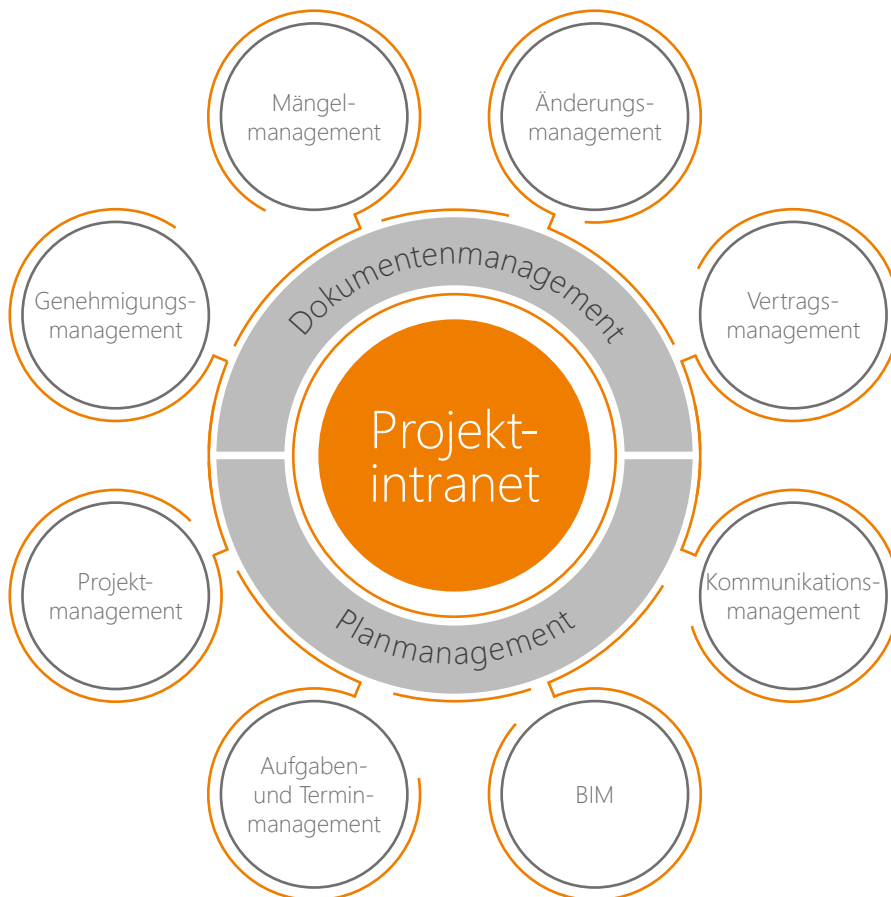 Mängel-
management
Änderungs-
management
Genehmigungs-
management
Vertrags-
management
Dokumentenmanagement
Projekt-
intranet
Planmanagement
Projekt-
management
Kommunikations-
management
Aufgaben-
und Termin-
management
BIM